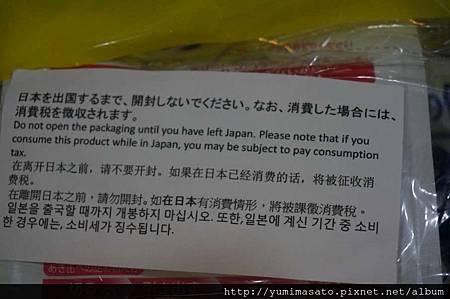 日本を出国するまで、開封しないでください。なお、消費した場合には、
消費税を徴収されます。
Do not open the packaging until you have left Japan. Please note that if you
consume this product while in Japan, you may be subject to pay consumption
tax.
在离开日本之前，请不要开封。如果在日本已经消费的话，将被征收消
费税。
在離開日本之前，請勿開封。如在日本有消費情形，將被課徵消費稅。
일본을 출국할 때까지 개봉하지 마십시오. 또한,일본에 계신 기간 중 소비
한 경우에는, 소비세가 징수됩니다.
http://yumimasato.pixnet.net/album